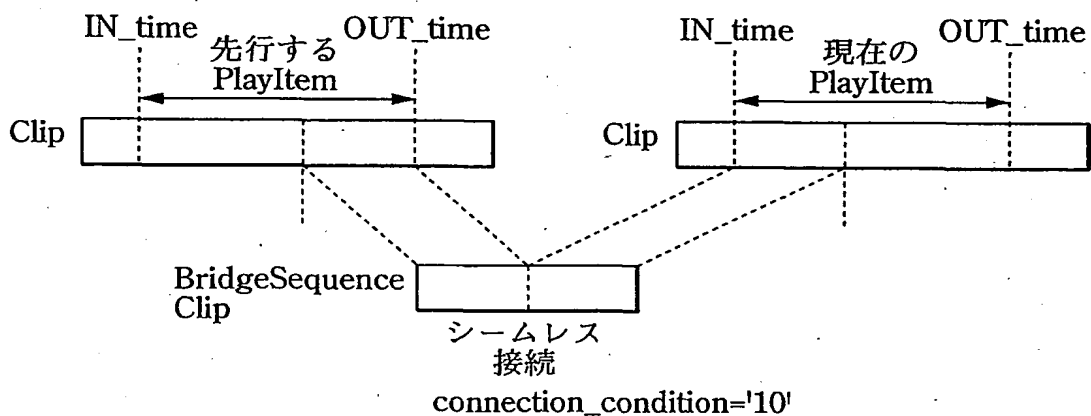 IN_time
先行する
PlayItem
OUT_time
IN_time
現在の
PlayItem
OUT_time
Clip
Clip
BridgeSequence
Clip
シームレス
接続
connection_condition='10'